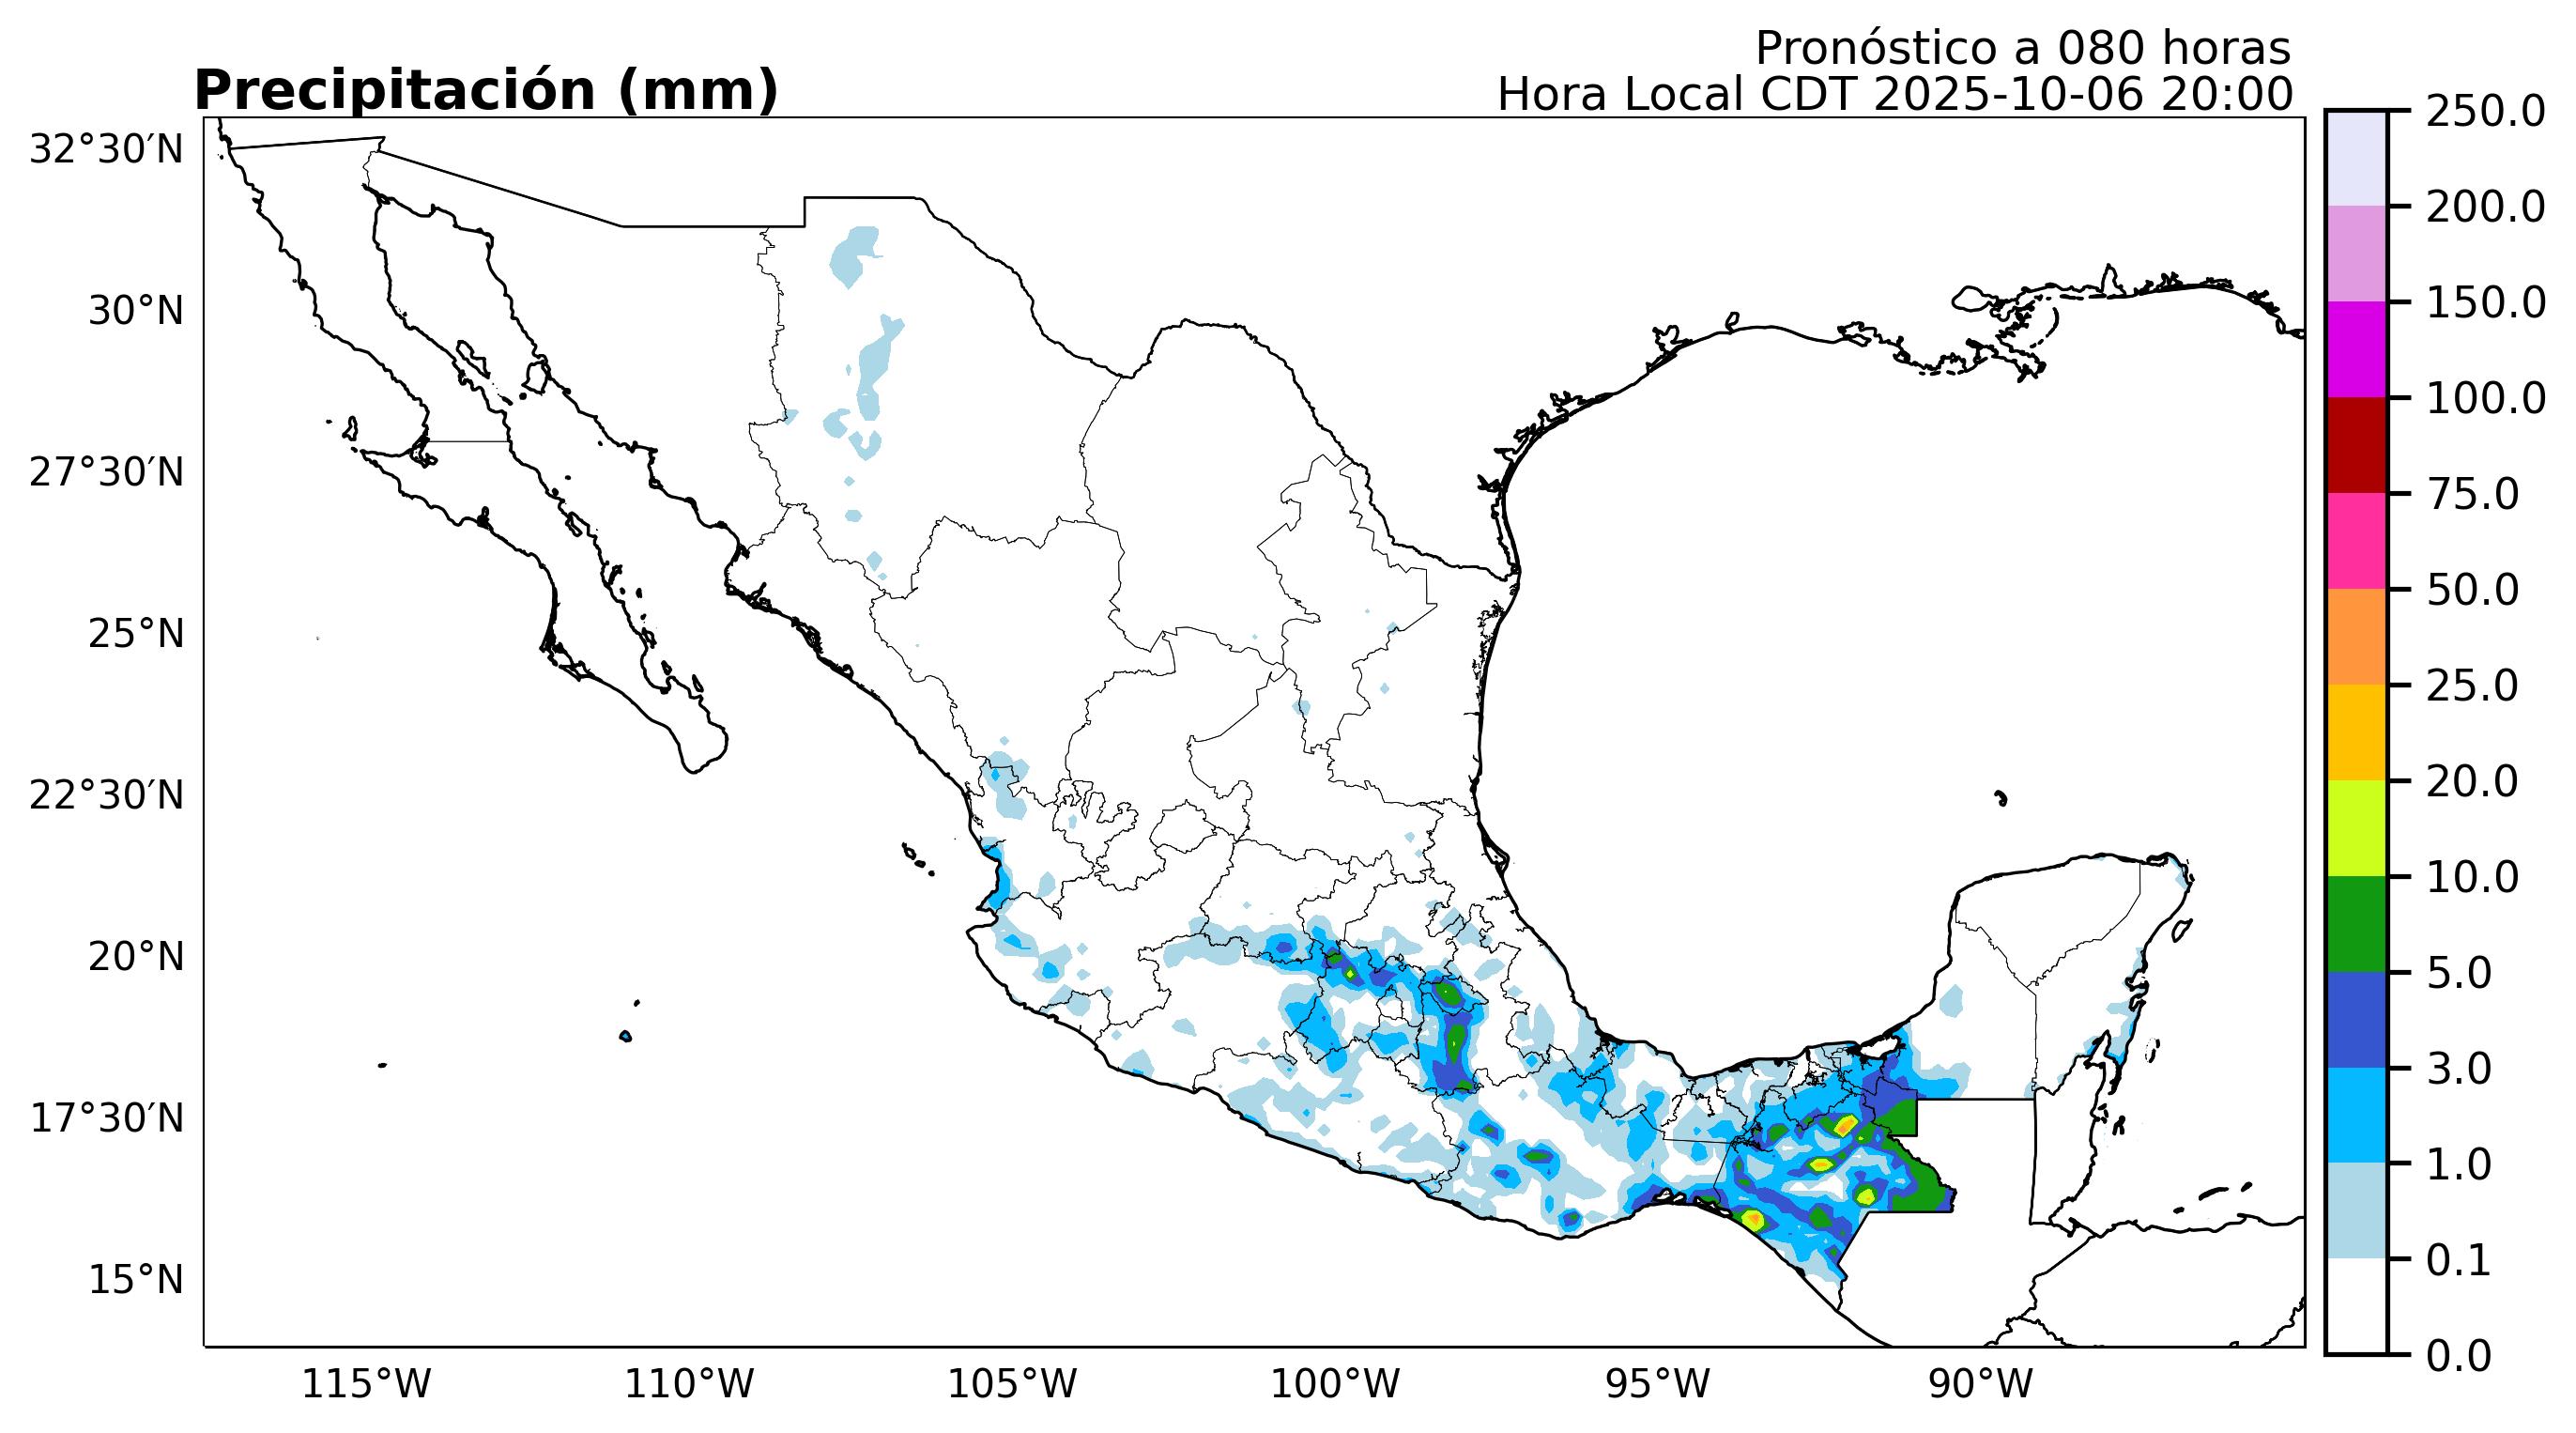 Pronóstico a 080 horas
Precipitación (mm)
Hora Local CDT 2025-10-06 20:00
32°30′N
30°N
27°30′N
25°N
22°30′N
20°N
17°30′N
15°N
115°W
110°W
105°W
100°W
95°W
90°W
250.0
200.0
150.0
100.0
75.0
50.0
25.0
20.0
10.0
5.0
3.0
1.0
0.1
0.0